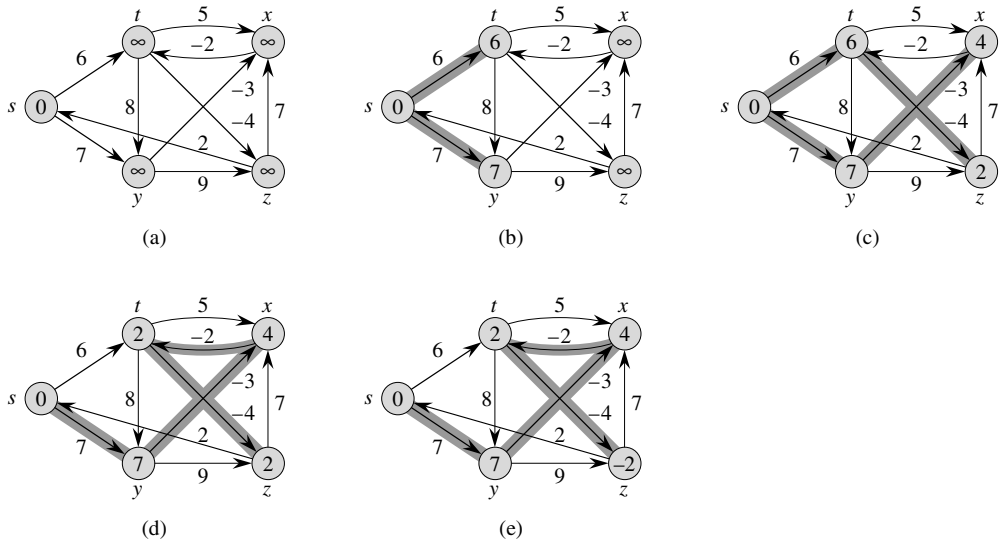 t 5 x
∞ −2 ∞
6
8 −3
s 0 −4 7
7 2
∞ 9 ∞
y z
(a)
t 5 x
6 −2 ∞
6
8 −3
s 0 −4 7
7 2
7 9 ∞
y z
(b)
t 5 x
6 −2 4
6
8 −3
s 0 −4 7
7 2
7 9 2
y z
(c)
t 5 x
2 −2 4
6
8 −3
s 0 −4 7
7 2
7 9 2
y z
(d)
t 5 x
2 −2 4
6
8 −3
s 0 −4 7
7 2
7 9 −2
y z
(e)